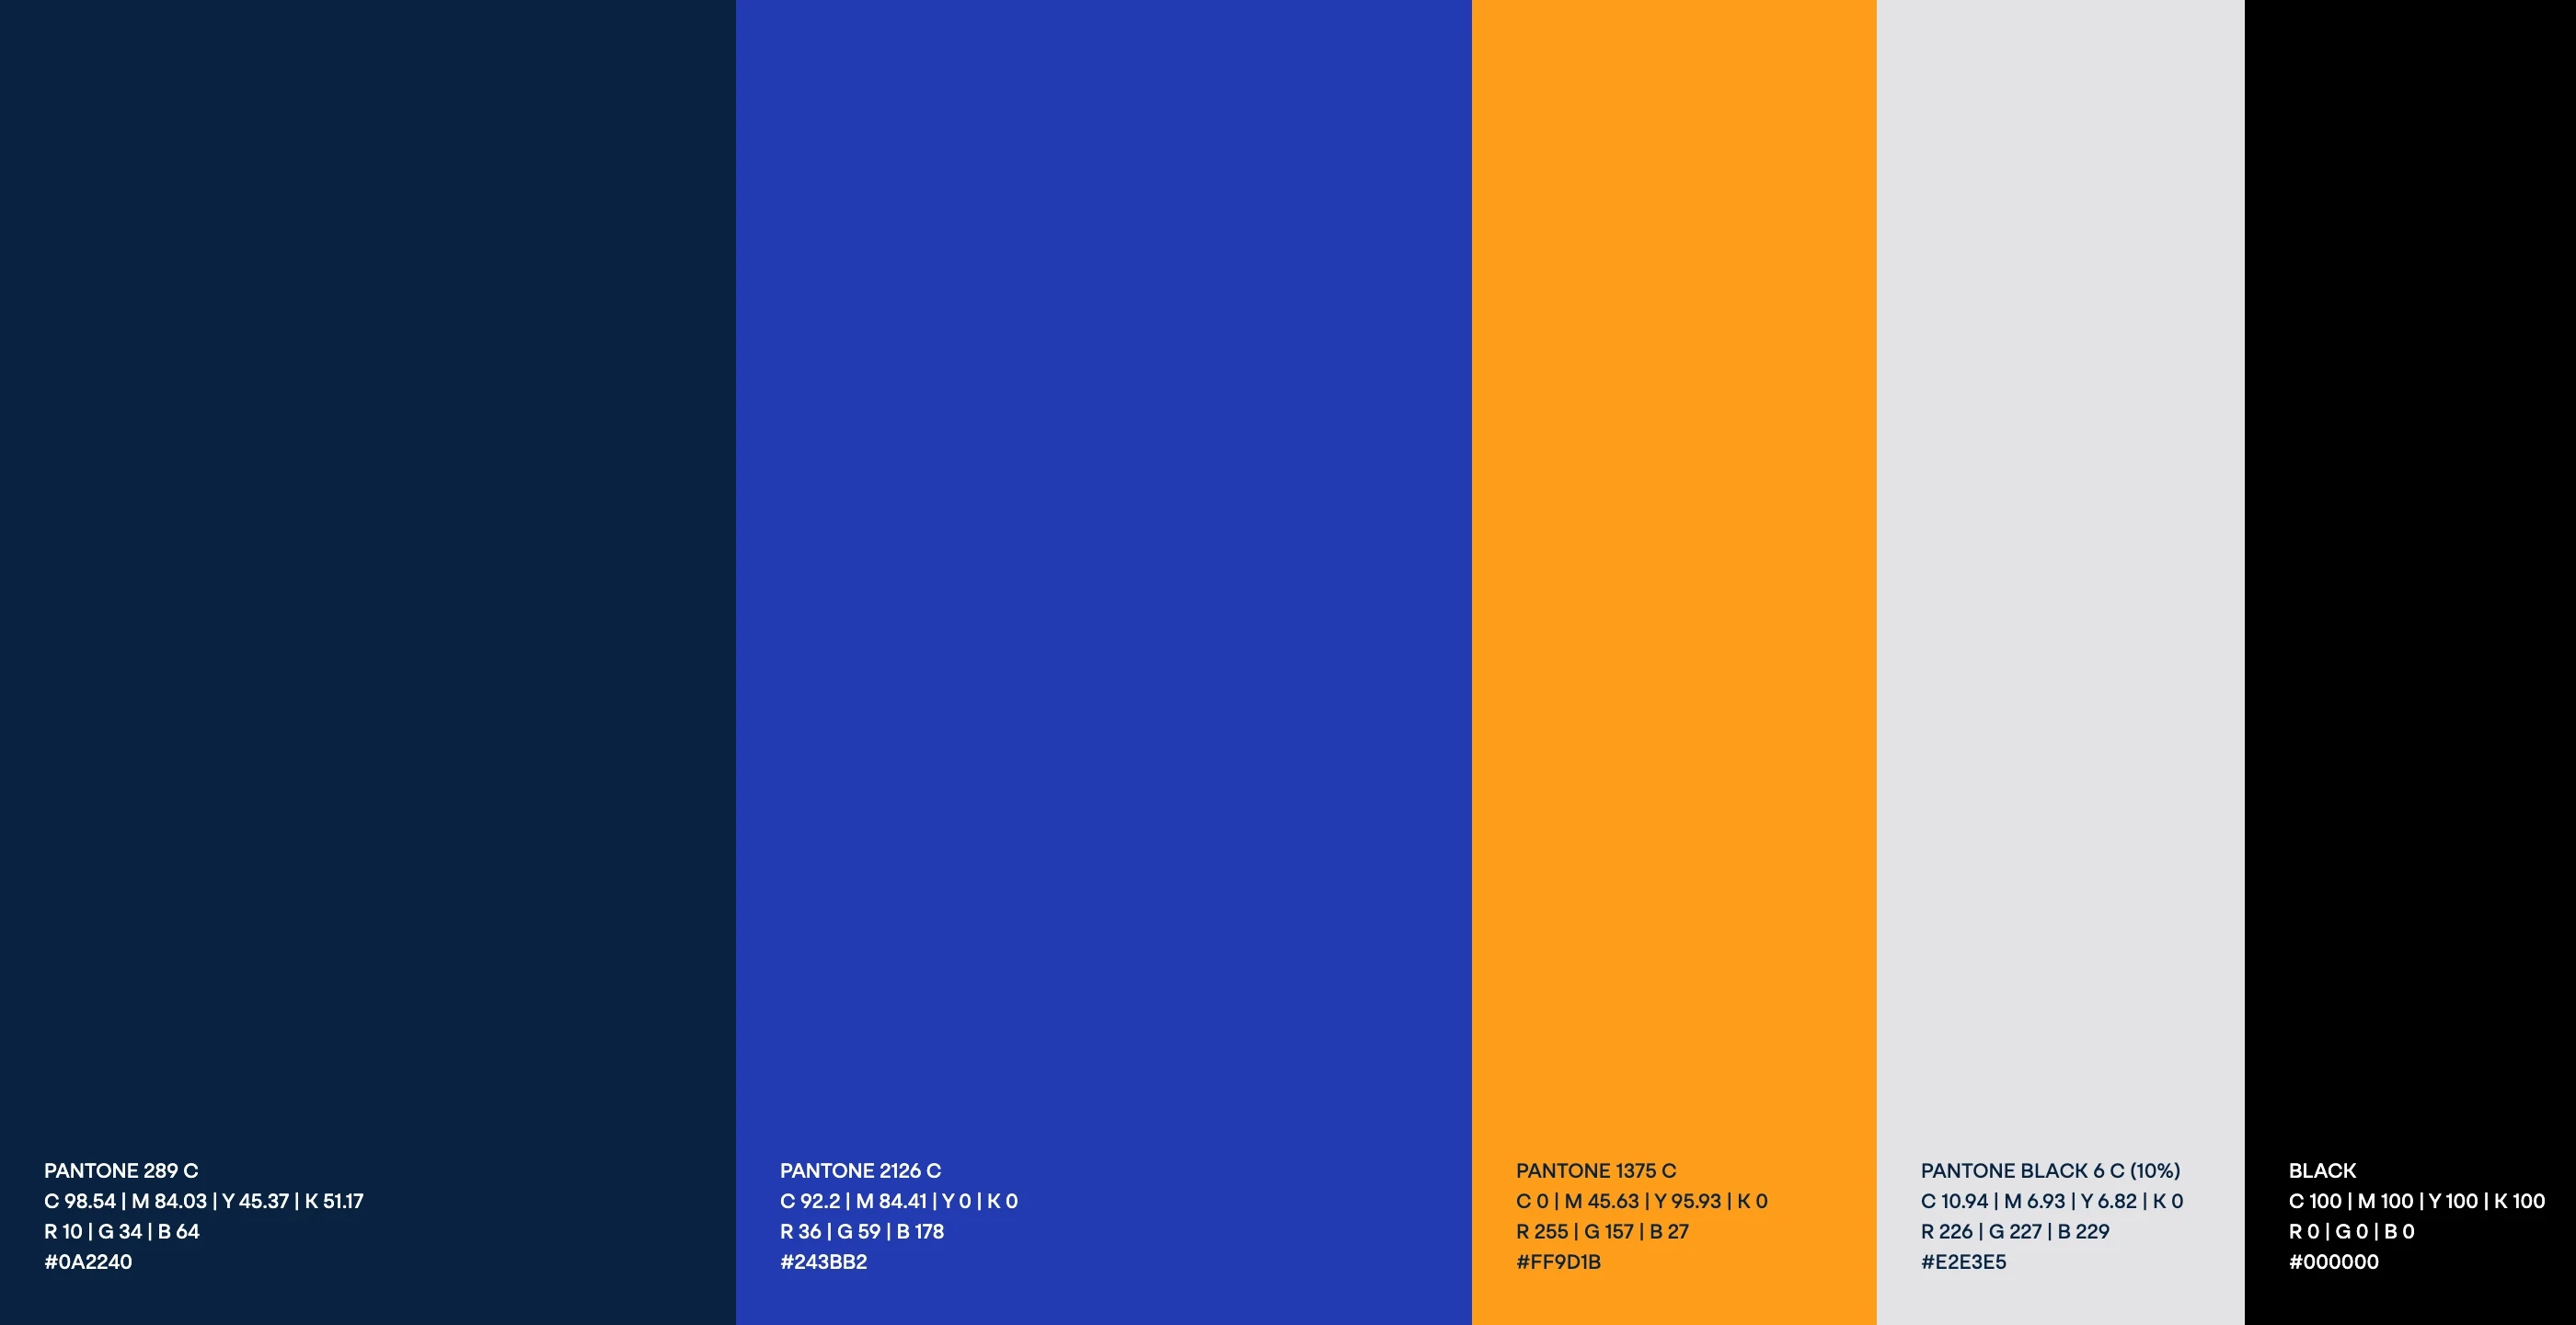 PANTONE 289 C
C 98.54 | M 84.03 | Y 45.37 | K 51.17
R 10 | G 34 | B 64
#0A2240
PANTONE 2126 C
C 92.2 | M 84.41 | Y 0 | K 0
R 36 | G 59 | B 178
#243BB2
PANTONE 1375 C
C 0 | M 45.63 | Y 95.93 | K 0
R 255 | G 157 | B 27
#FF9D1B
PANTONE BLACK 6 C (10%)
C 10.94 | M 6.93 | Y 6.82 | K 0
R 226 | G 227 | B 229
#E2E3E5
BLACK
C 100 | M 100 | Y 100 | K 100
R 0 | G 0 | B 0
#000000